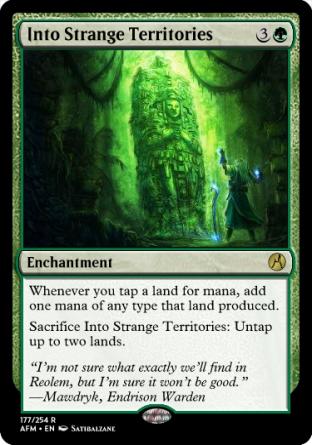 Into Strange Territories 3
Enchantment
Whenever you tap a land for mana, add
one mana of any type that land produced.
Sacrifice Into Strange Territories: Untap
up to two lands.
“I’m not sure what exactly we’ll find in
Reolem, but I’m sure it won’t be good.”
—Mawdryk, Endrison Warden
177/254 R
AFM • EN Satibalzane